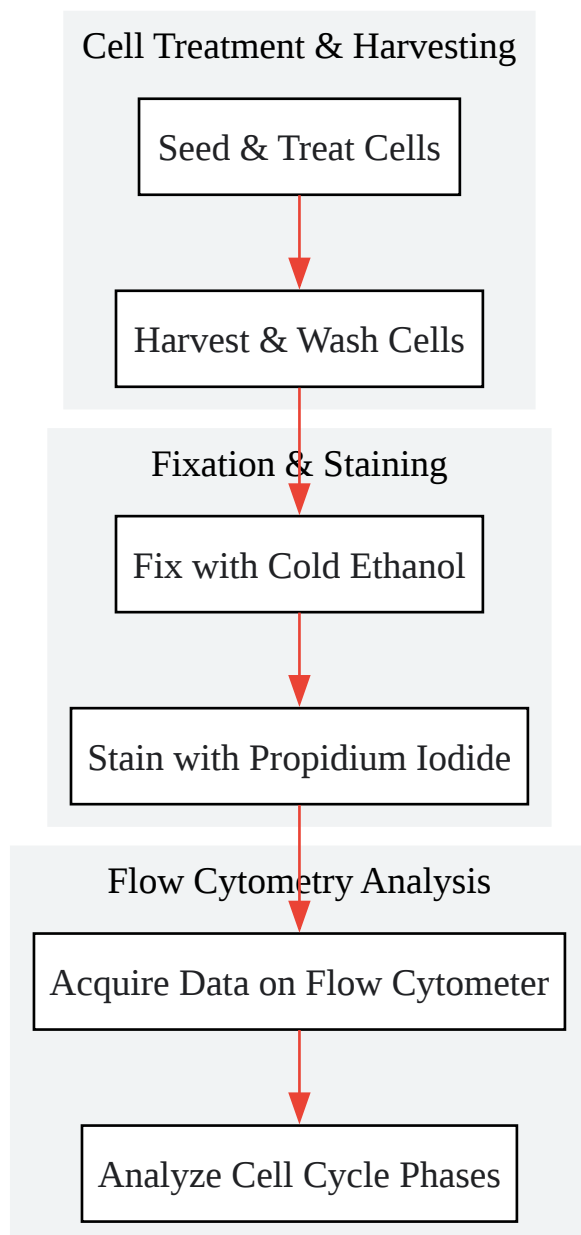 Cell Treatment & Harvesting
Seed & Treat Cells
Harvest & Wash Cells
Fixation & Staining
Fix with Cold Ethanol
Stain with Propidium Iodide
Flow Cytometry Analysis
Acquire Data on Flow Cytometer
Analyze Cell Cycle Phases